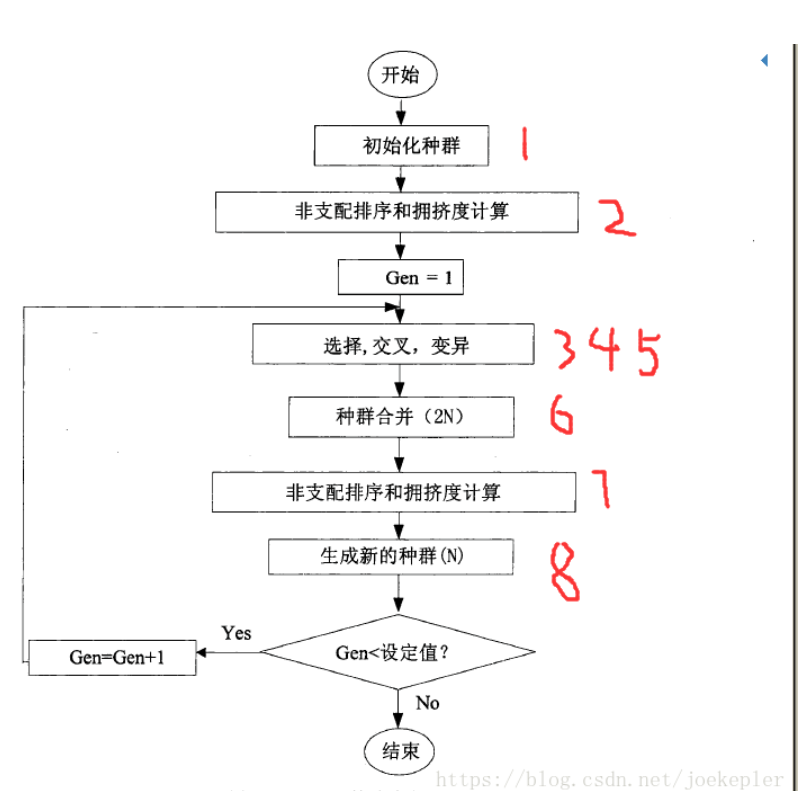 开始
初始化种群 1
非支配排序和拥挤度计算 2
Gen = 1
选择,交叉，变异 3 4 5
种群合并（2N） 6
非支配排序和拥挤度计算 7
生成新的种群(N) 8
Yes
Gen<设定值?
Gen=Gen+1
No
结束
https://blog.csdn.net/joekepler